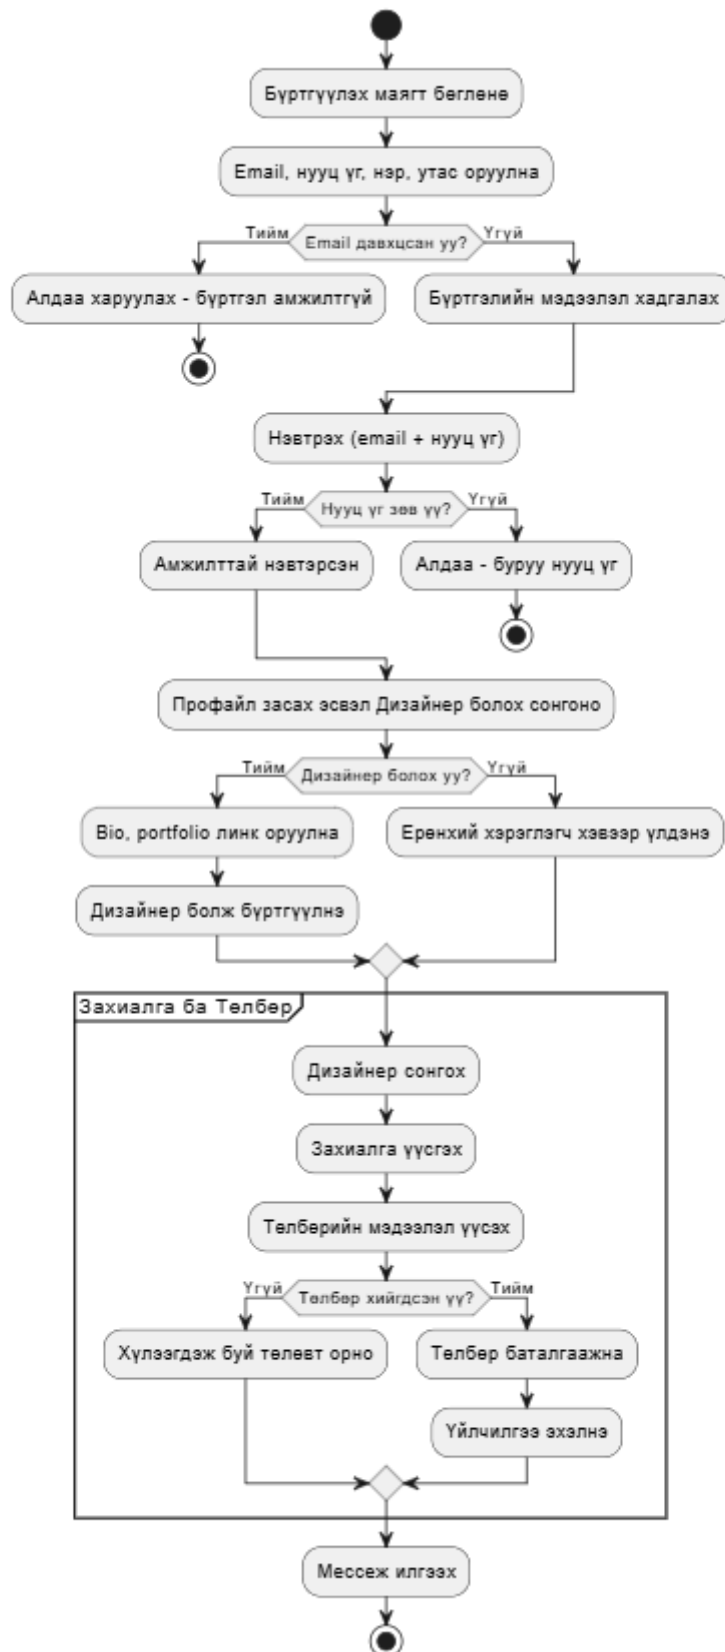 Бүртгүүлэх маягт бөглөнө
Email, нууц үг, нэр, утас оруулна
Тийм
Email давхцсан уу?
Үгүй
Алдаа харуулах - бүртгэл амжилтгүй
Бүртгэлийн мэдээлэл хадгалах
Нэвтрэх (email + нууц үг)
Тийм
Нууц үг зөв үү?
Үгүй
Амжилттай нэвтэрсэн
Алдаа - буруу нууц үг
Профайл засах эсвэл Дизайнер болох сонгоно
Тийм
Дизайнер болох уу?
Үгүй
Bio, portfolio линк оруулна
Ерөнхий хэрэглэгч хэвээр үлдэнэ
Дизайнер болж бүртгүүлнэ
Захиалга ба Төлбөр
Дизайнер сонгох
Захиалга үүсгэх
Төлбөрийн мэдээлэл үүсэх
Үгүй
Төлбөр хийгдсэн үү?
Тийм
Хүлээгдэж буй төлөвт орно
Төлбөр баталгаажна
Үйлчилгээ эхэлнэ
Мессеж илгээх